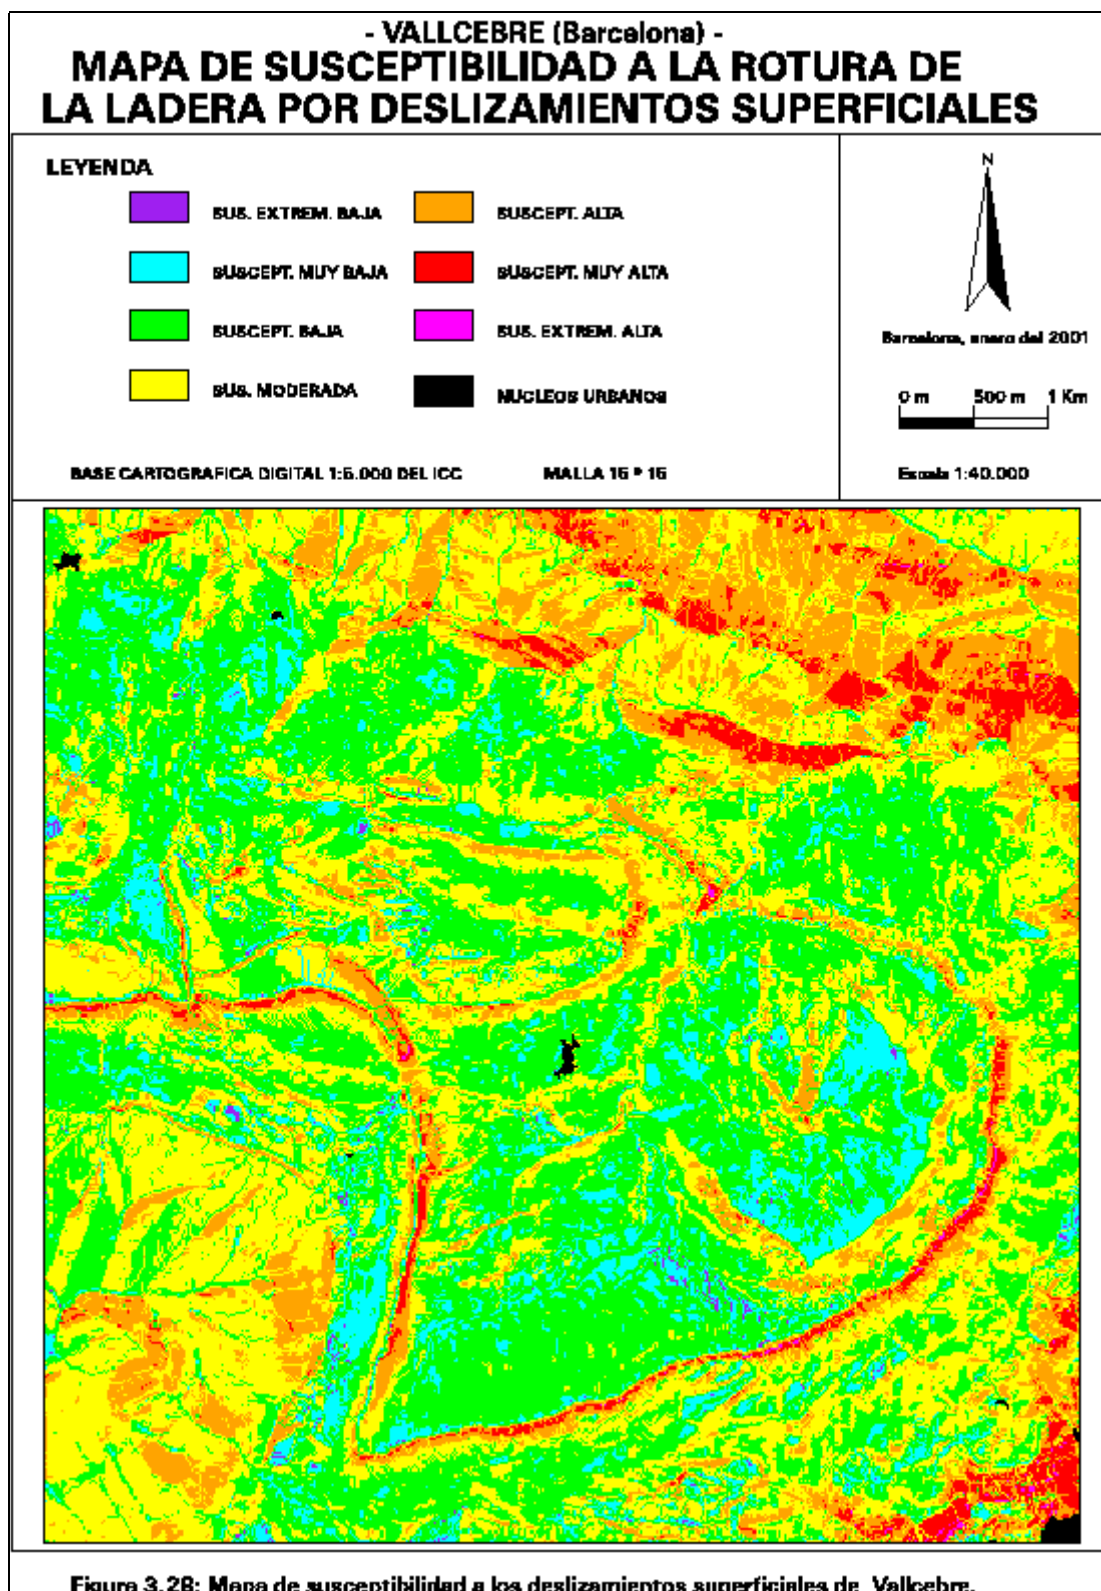 - VALLCEBRE (Barcelona) -
MAPA DE SUSCEPTIBILIDAD A LA ROTURA DE
LA LADERA POR DESLIZAMIENTOS SUPERFICIALES
LEYENDA
SUS. EXTREM. BAJA
SUSCEPT. MUY BAJA
SUSCEPT. BAJA
SUS. MODERADA
SUSCEPT. ALTA
SUSCEPT. MUY ALTA
SUS. EXTREM. ALTA
NUCLEOS URBANOS
BASE CARTOGRAFICA DIGITAL 1:5.000 DEL ICC MALLA 15 * 15
N
Barcelona, enero del 2001
0 m 500 m 1 Km
Escala 1:40.000
Figura 3.28: Mapa de susceptibilidad a los deslizamientos superficiales de Vallcebre.